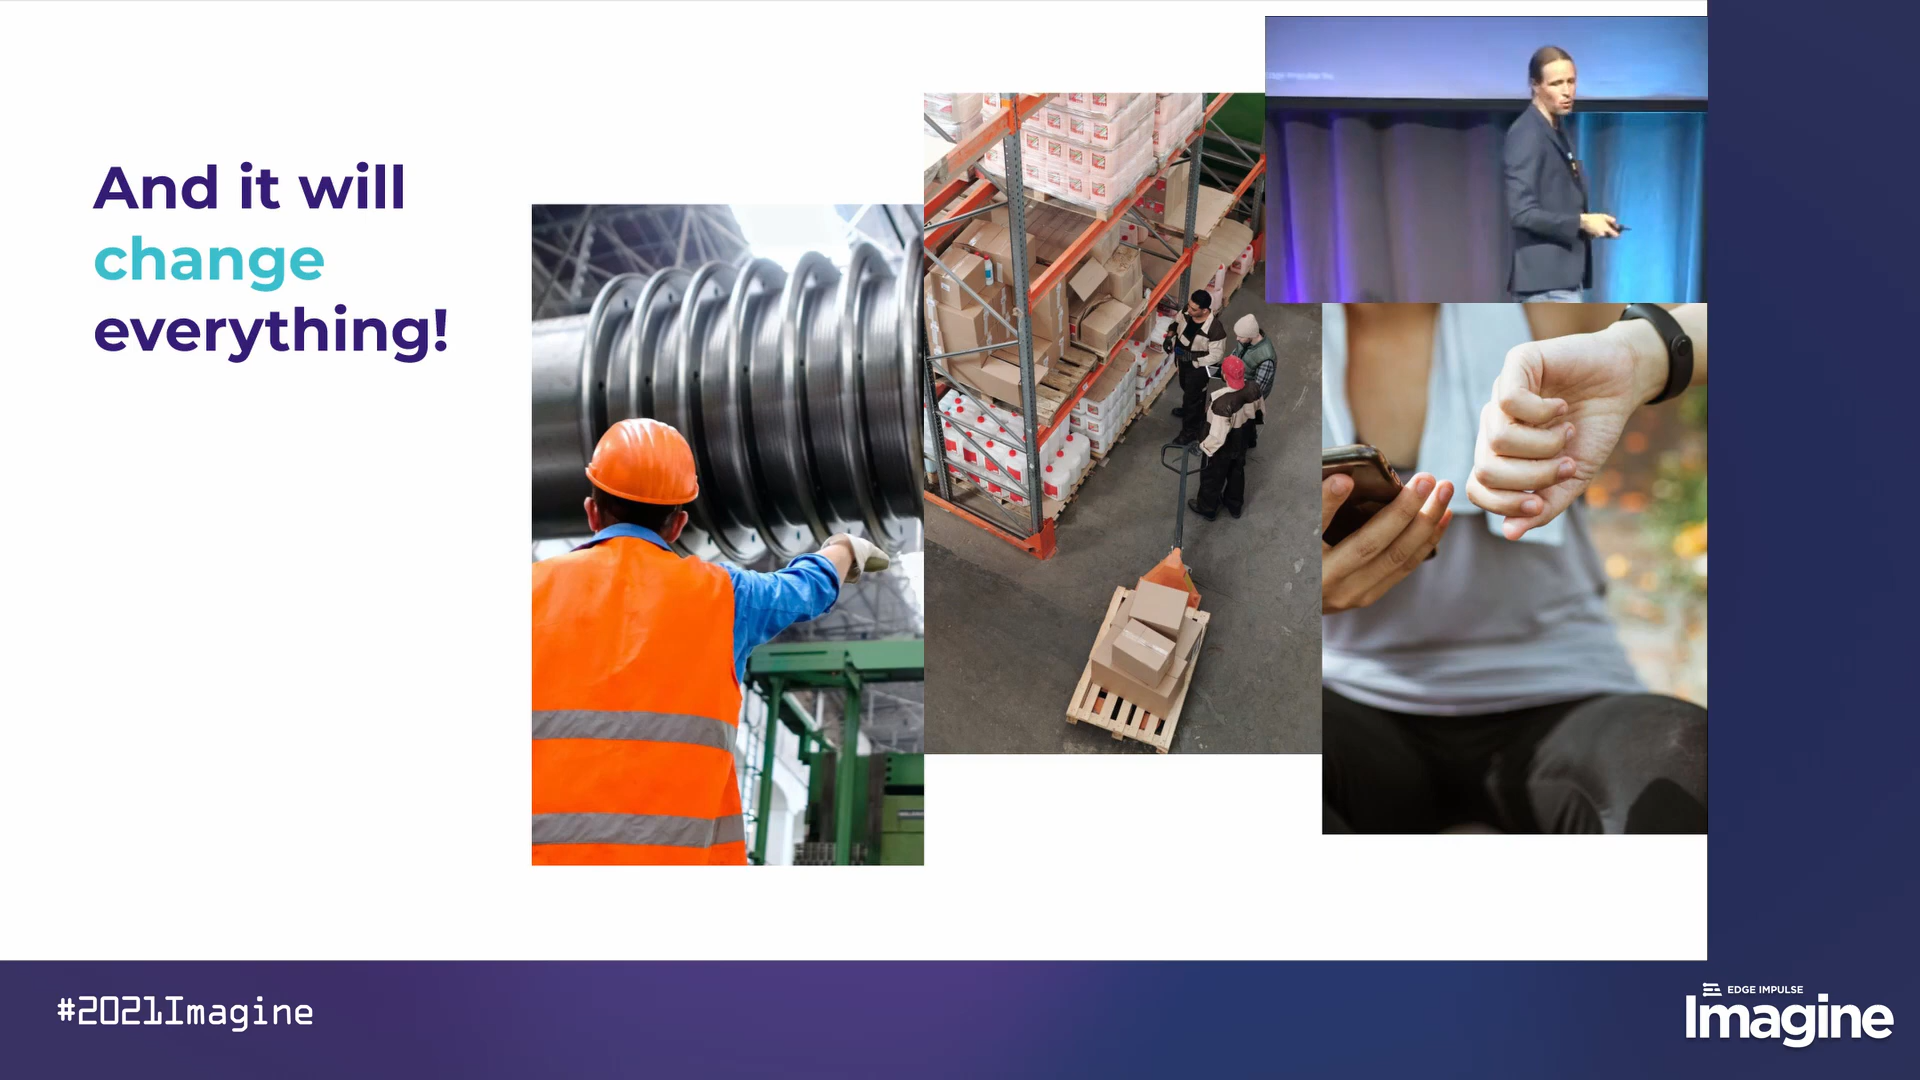 And it will
change
everything!
#2021Imagine
EDGE IMPULSE
Imagine